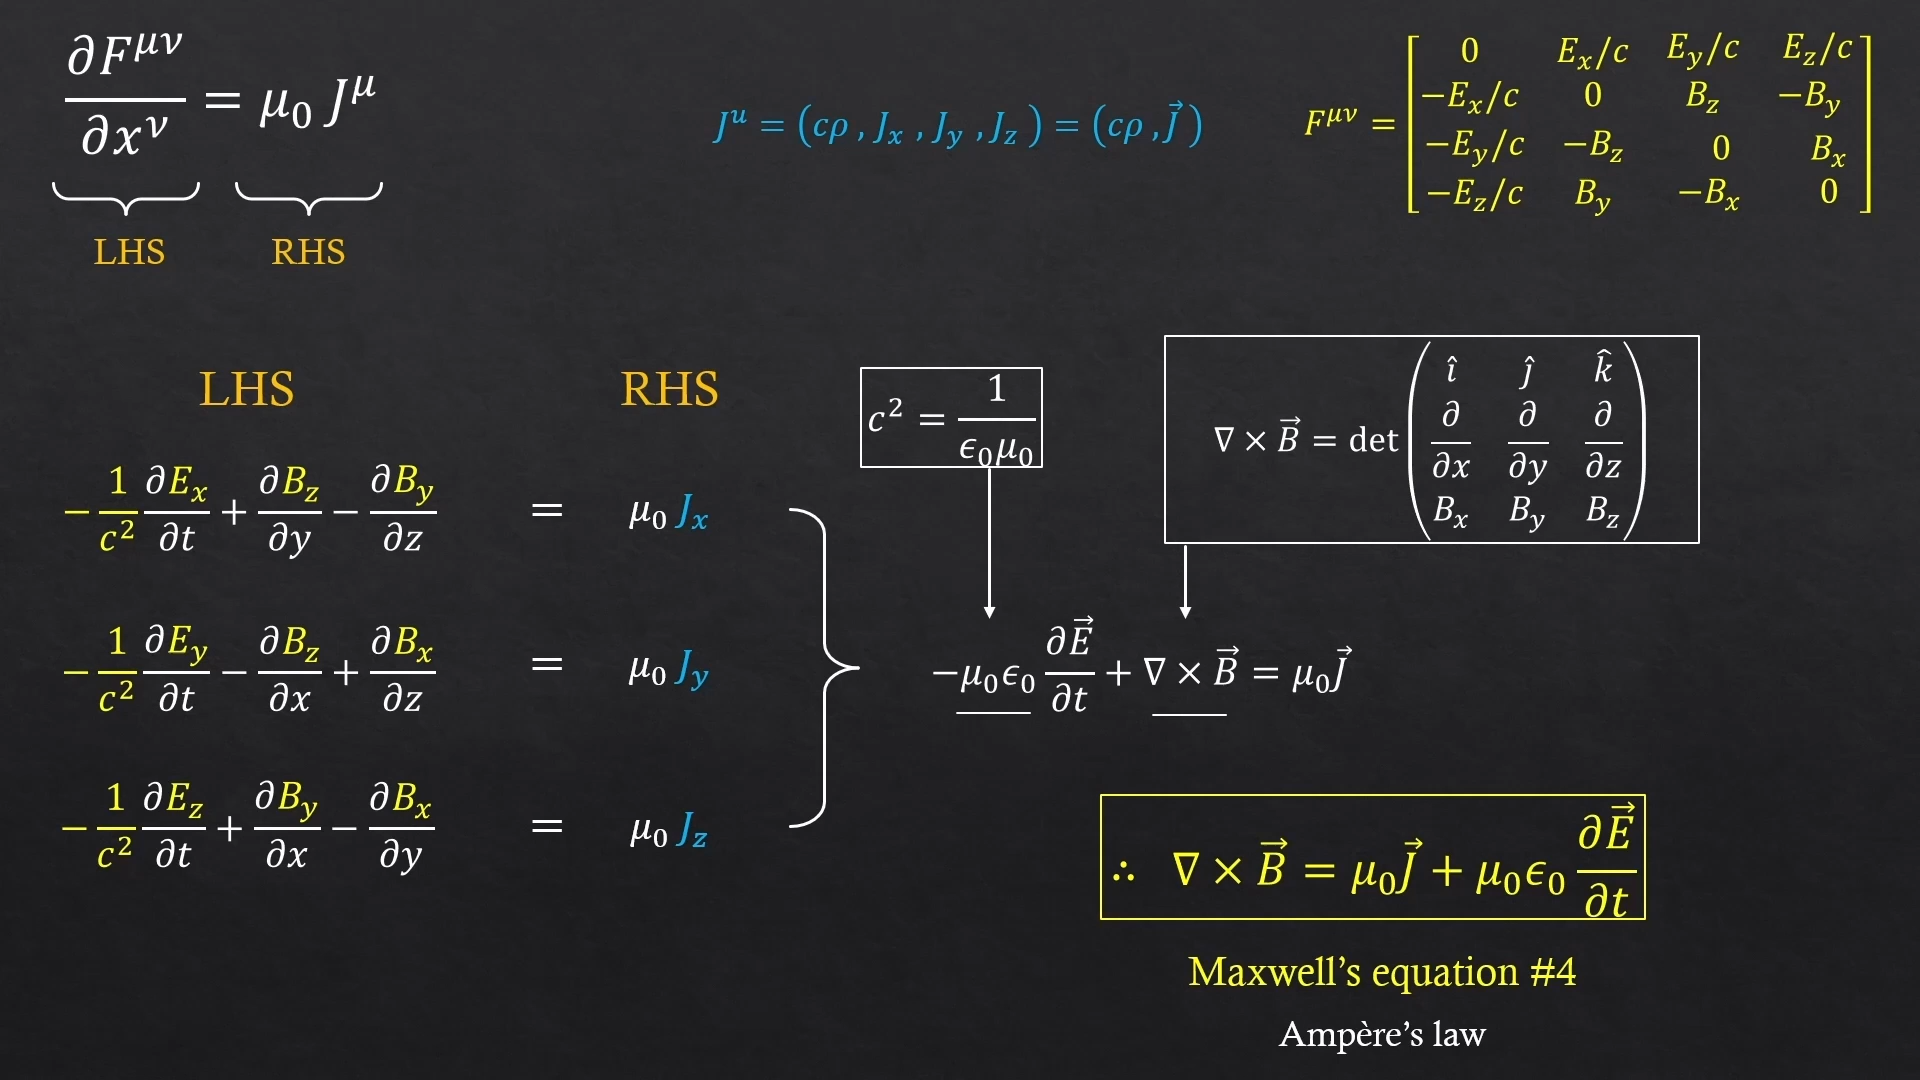 ∂F^μν/∂x^ν = μ₀ J^μ
LHS RHS
J^u = (cρ , J_x , J_y , J_z ) = (cρ , J⃗ )
F^μν = [ 0 E_x/c E_y/c E_z/c
−E_x/c 0 B_z −B_y
−E_y/c −B_z 0 B_x
−E_z/c B_y −B_x 0 ]
LHS RHS
− 1/c² ∂E_x/∂t + ∂B_z/∂y − ∂B_y/∂z = μ₀ J_x
− 1/c² ∂E_y/∂t − ∂B_z/∂x + ∂B_x/∂z = μ₀ J_y
− 1/c² ∂E_z/∂t + ∂B_y/∂x − ∂B_x/∂y = μ₀ J_z
c² = 1/ϵ₀μ₀
∇ × B⃗ = det ( î ĵ k̂
∂/∂x ∂/∂y ∂/∂z
B_x B_y B_z )
−μ₀ϵ₀ ∂E⃗/∂t + ∇ × B⃗ = μ₀J⃗
∴ ∇ × B⃗ = μ₀J⃗ + μ₀ϵ₀ ∂E⃗/∂t
Maxwell’s equation #4
Ampère’s law